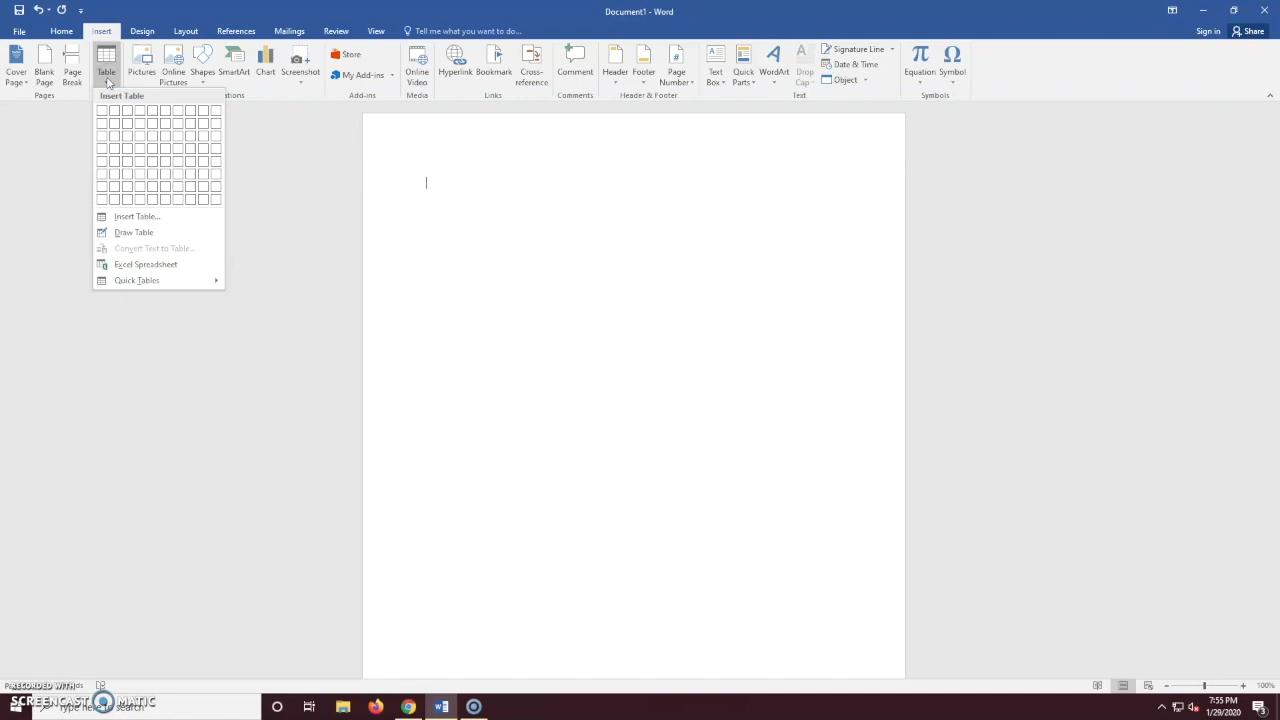 Document1 - Word
File Home Insert Design Layout References Mailings Review View Tell me what you want to do... Sign in Share
Cover Page
Blank Page
Page Break
Pages
Table
Pictures
Online Pictures
Shapes
SmartArt
Chart
Screenshot
Store
My Add-ins
Add-ins
Online Video
Media
Hyperlink
Bookmark
Cross-reference
Links
Comment
Comments
Header
Footer
Page Number
Header & Footer
Text Box
Quick Parts
WordArt
Drop Cap
Signature Line
Date & Time
Object
Text
Equation
Symbol
Symbols
Insert Table
Insert Table...
Draw Table
Convert Text to Table...
Excel Spreadsheet
Quick Tables
100%
RECORDED WITH
SCREENCAST MATIC
Type here to search
7:55 PM
1/29/2020